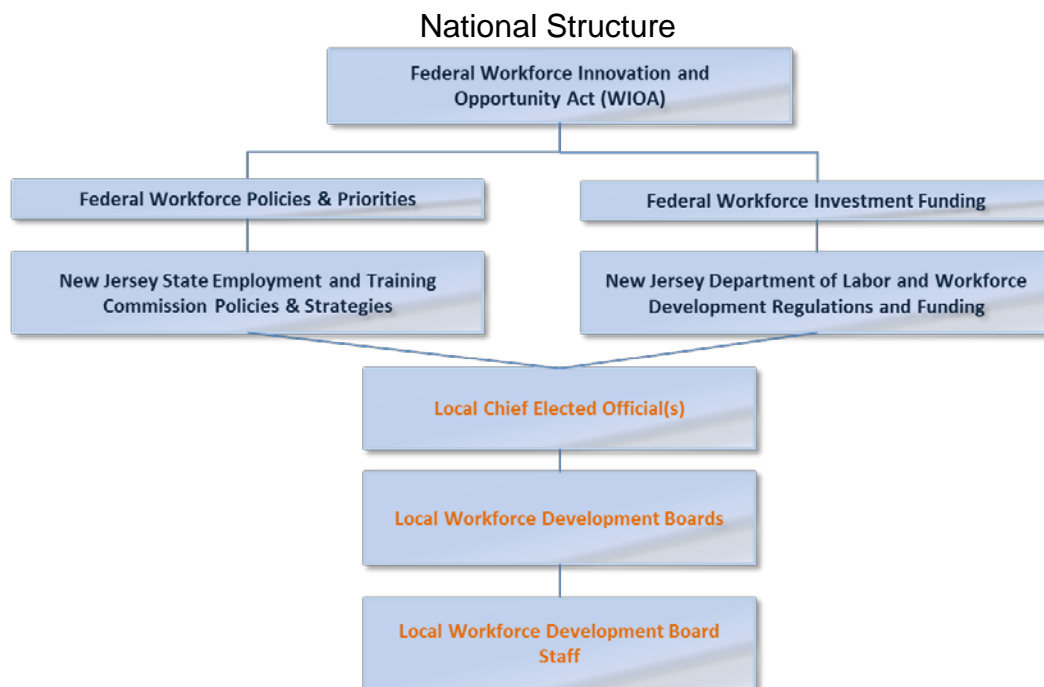 National Structure
Federal Workforce Innovation and
Opportunity Act (WIOA)
Federal Workforce Policies & Priorities
Federal Workforce Investment Funding
New Jersey State Employment and Training
Commission Policies & Strategies
New Jersey Department of Labor and Workforce
Development Regulations and Funding
Local Chief Elected Official(s)
Local Workforce Development Boards
Local Workforce Development Board
Staff